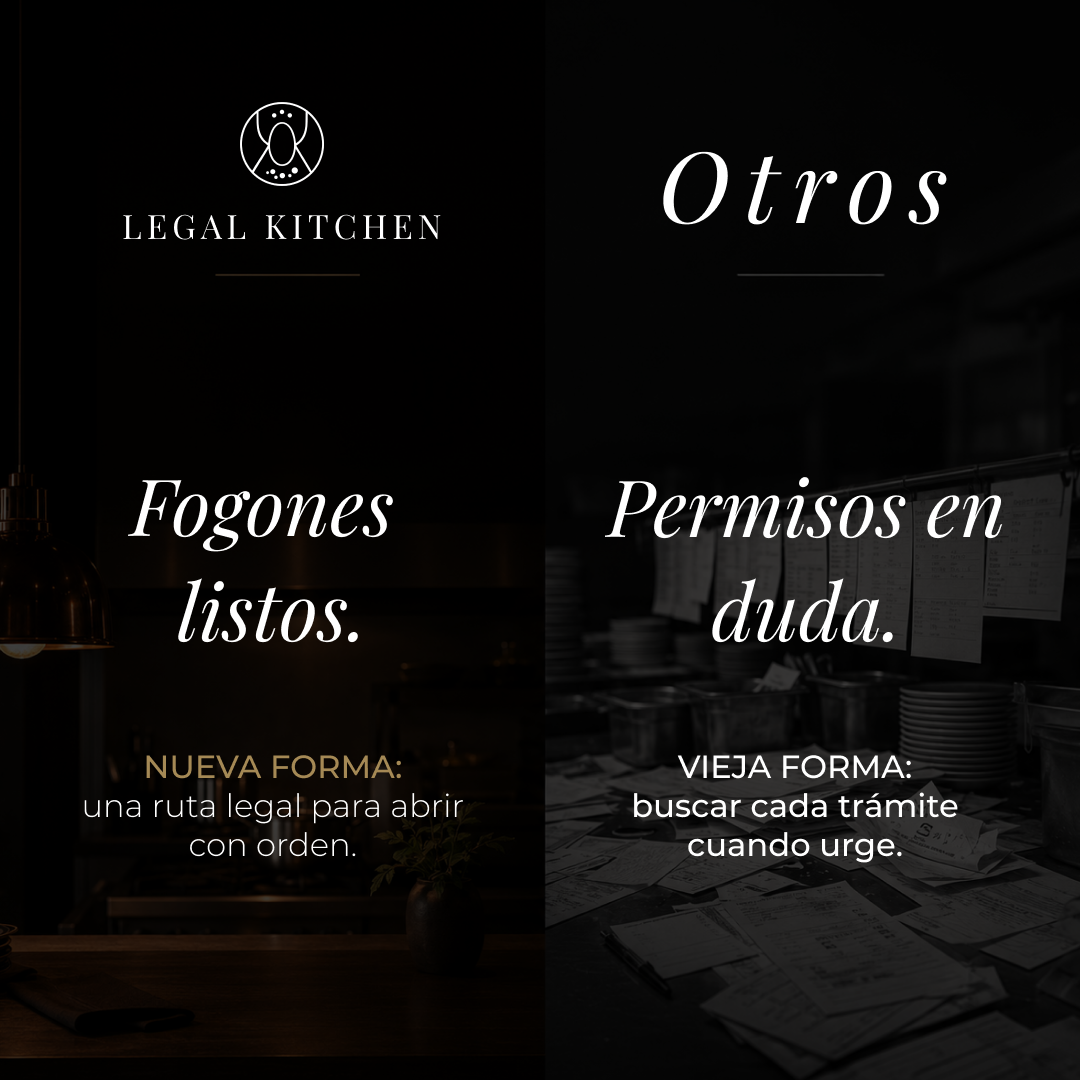 LEGAL KITCHEN
Fogones
listos.
NUEVA FORMA:
una ruta legal para abrir
con orden.
Otros
Permisos en
duda.
VIEJA FORMA:
buscar cada trámite
cuando urge.